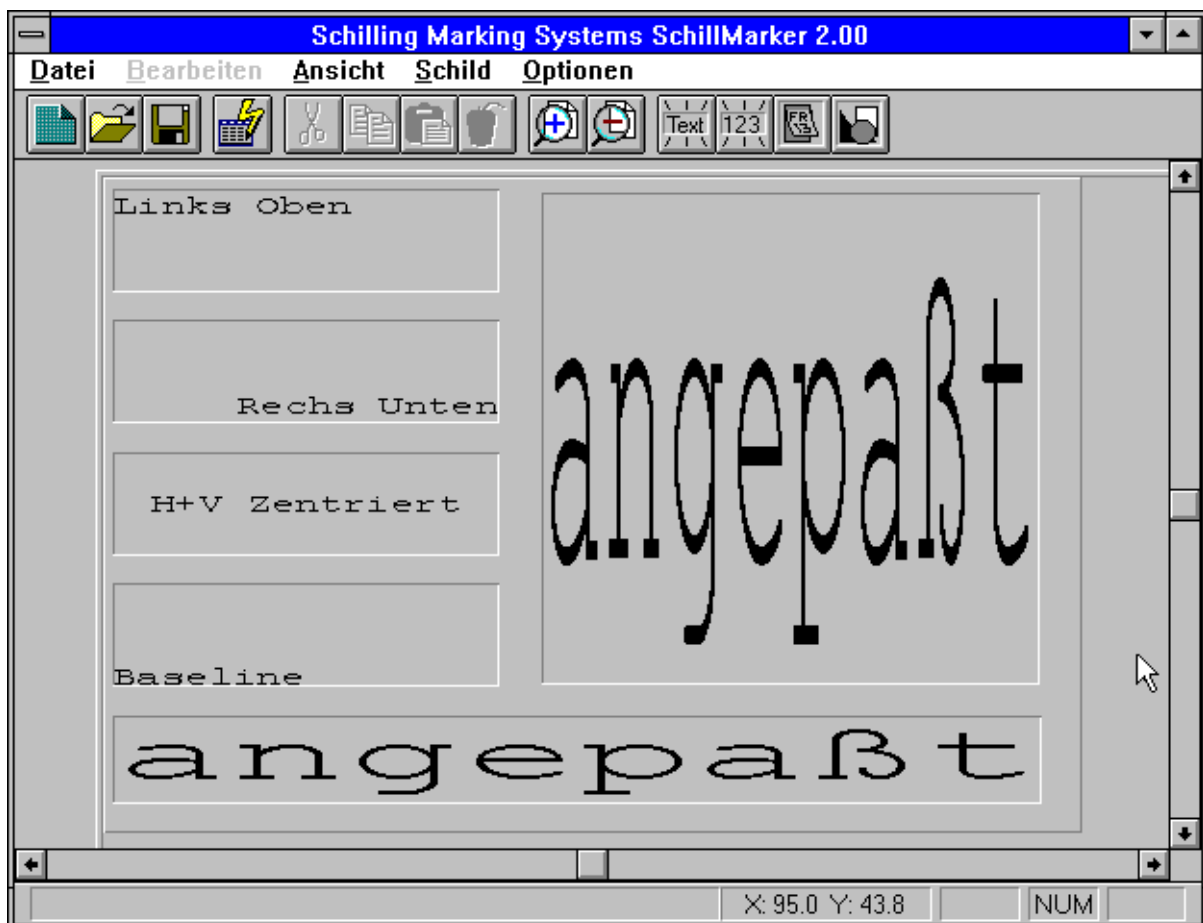 Schilling Marking Systems SchillMarker 2.00
Datei Bearbeiten Ansicht Schild Optionen
Text 123 FR
Links Oben
Rechs Unten
H+V Zentriert
Baseline
angepaßt
angepaßt
X: 95.0 Y: 43.8 NUM